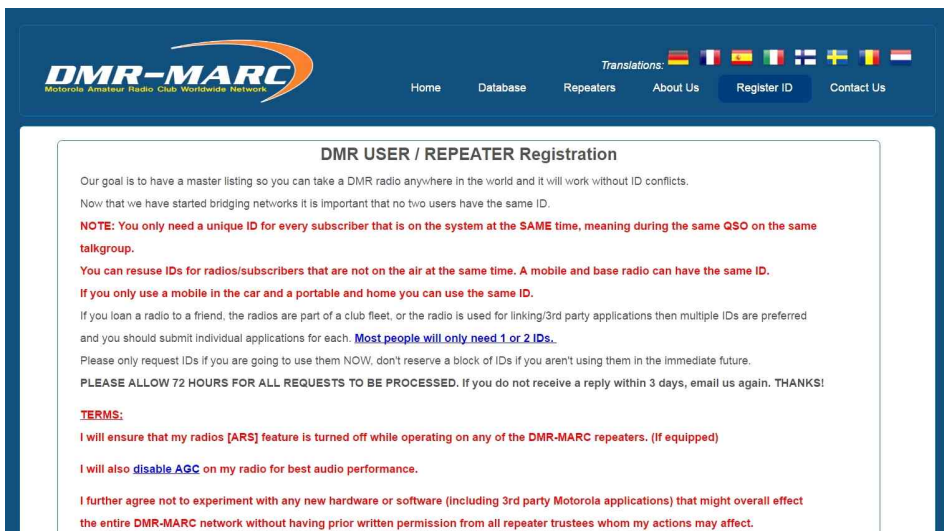 DMR-MARC
Motorola Amateur Radio Club Worldwide Network
Translations:
Home Database Repeaters About Us Register ID Contact Us
DMR USER / REPEATER Registration
Our goal is to have a master listing so you can take a DMR radio anywhere in the world and it will work without ID conflicts.
Now that we have started bridging networks it is important that no two users have the same ID.
NOTE: You only need a unique ID for every subscriber that is on the system at the SAME time, meaning during the same QSO on the same
talkgroup.
You can resuse IDs for radios/subscribers that are not on the air at the same time. A mobile and base radio can have the same ID.
If you only use a mobile in the car and a portable and home you can use the same ID.
If you loan a radio to a friend, the radios are part of a club fleet, or the radio is used for linking/3rd party applications then multiple IDs are preferred
and you should submit individual applications for each. Most people will only need 1 or 2 IDs.
Please only request IDs if you are going to use them NOW, don't reserve a block of IDs if you aren't using them in the immediate future.
PLEASE ALLOW 72 HOURS FOR ALL REQUESTS TO BE PROCESSED. If you do not receive a reply within 3 days, email us again. THANKS!
TERMS:
I will ensure that my radios [ARS] feature is turned off while operating on any of the DMR-MARC repeaters. (If equipped)
I will also disable AGC on my radio for best audio performance.
I further agree not to experiment with any new hardware or software (including 3rd party Motorola applications) that might overall effect
the entire DMR-MARC network without having prior written permission from all repeater trustees whom my actions may affect.